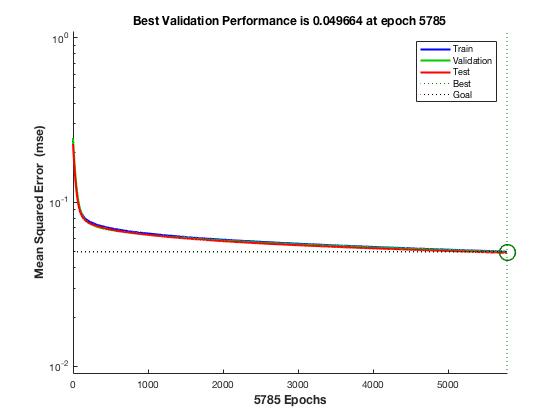 Best Validation Performance is 0.049664 at epoch 5785
10^0
10^-1
10^-2
Mean Squared Error (mse)
Train
Validation
Test
Best
Goal
0 1000 2000 3000 4000 5000
5785 Epochs